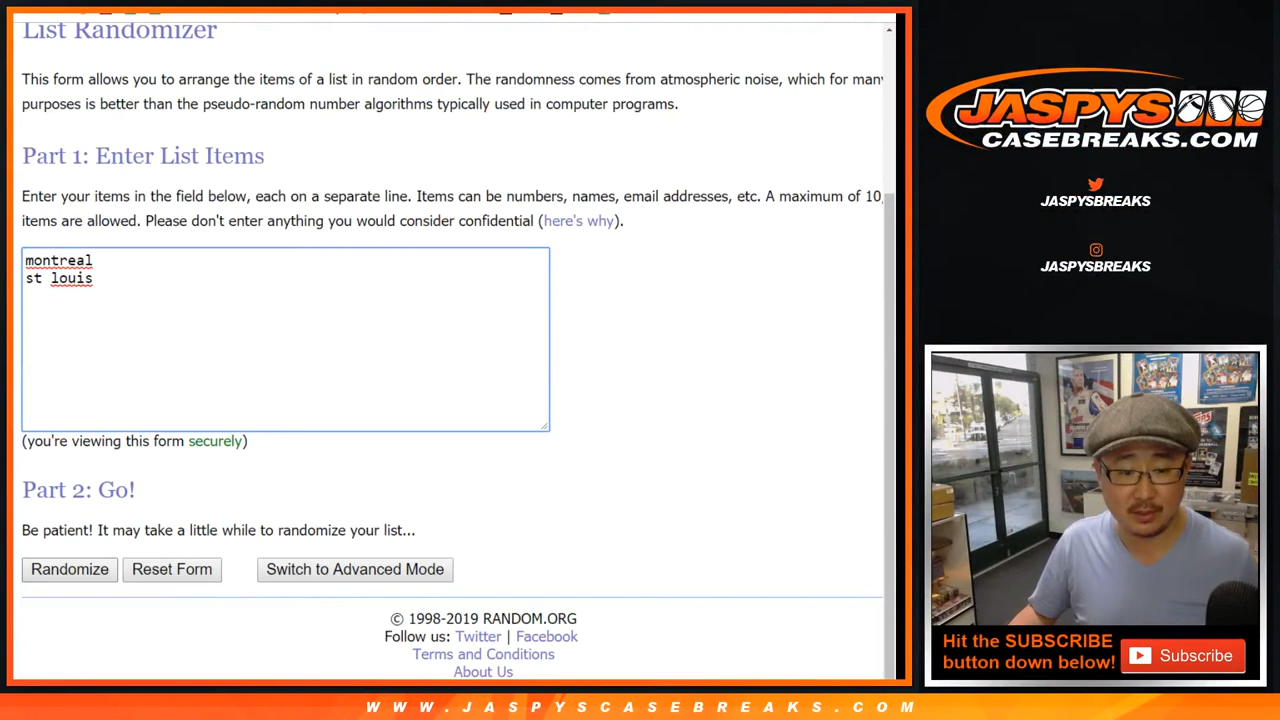 List Randomizer
This form allows you to arrange the items of a list in random order. The randomness comes from atmospheric noise, which for many
purposes is better than the pseudo-random number algorithms typically used in computer programs.
Part 1: Enter List Items
Enter your items in the field below, each on a separate line. Items can be numbers, names, email addresses, etc. A maximum of 10,
items are allowed. Please don't enter anything you would consider confidential (here's why).
montreal
st louis
(you're viewing this form securely)
Part 2: Go!
Be patient! It may take a little while to randomize your list...
Randomize
Reset Form
Switch to Advanced Mode
© 1998-2019 RANDOM.ORG
Follow us: Twitter | Facebook
Terms and Conditions
About Us
JASPYS
CASEBREAKS.COM
JASPYSBREAKS
JASPYSBREAKS
Hit the SUBSCRIBE
button down below!
Subscribe
WWW.JASPYSCASEBREAKS.COM